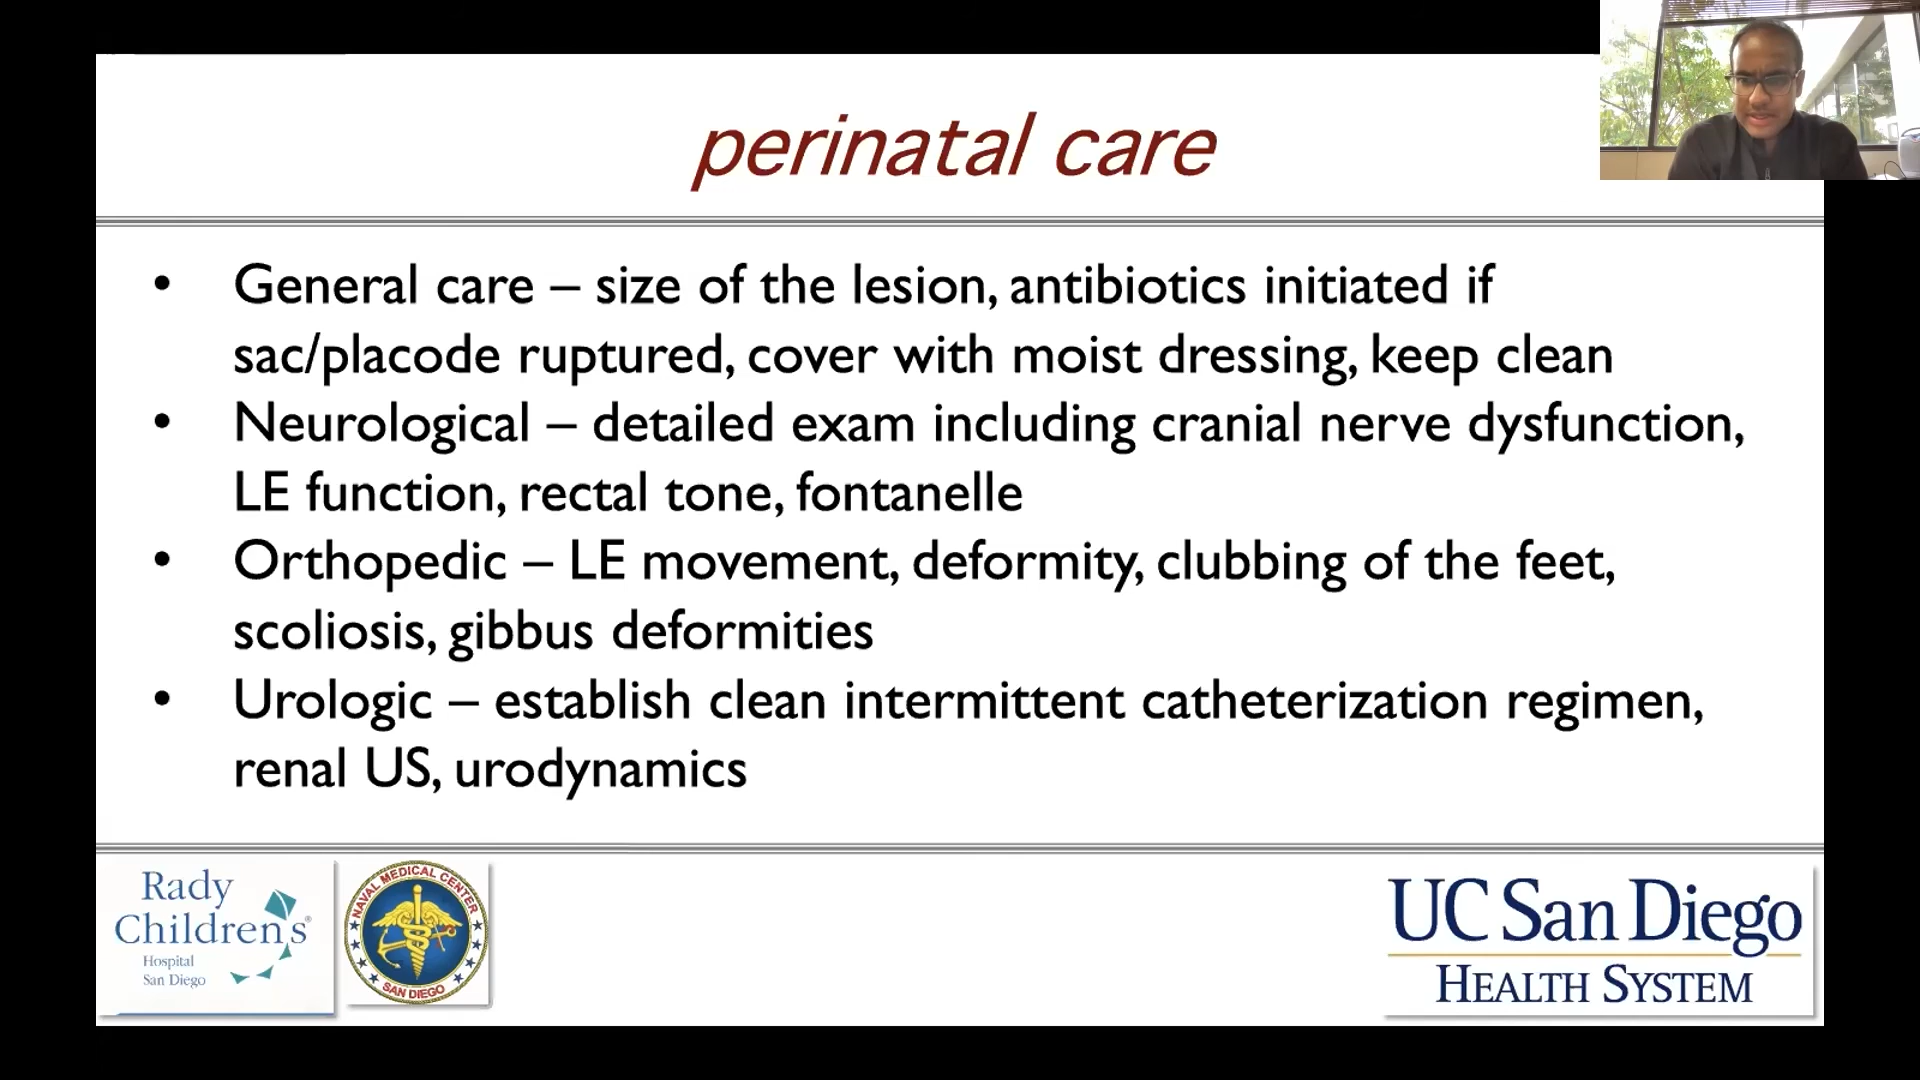 perinatal care
• General care – size of the lesion, antibiotics initiated if
sac/placode ruptured, cover with moist dressing, keep clean
• Neurological – detailed exam including cranial nerve dysfunction,
LE function, rectal tone, fontanelle
• Orthopedic – LE movement, deformity, clubbing of the feet,
scoliosis, gibbus deformities
• Urologic – establish clean intermittent catheterization regimen,
renal US, urodynamics
Rady
Children's®
Hospital
San Diego
NAVAL MEDICAL CENTER
SAN DIEGO
UC San Diego
HEALTH SYSTEM